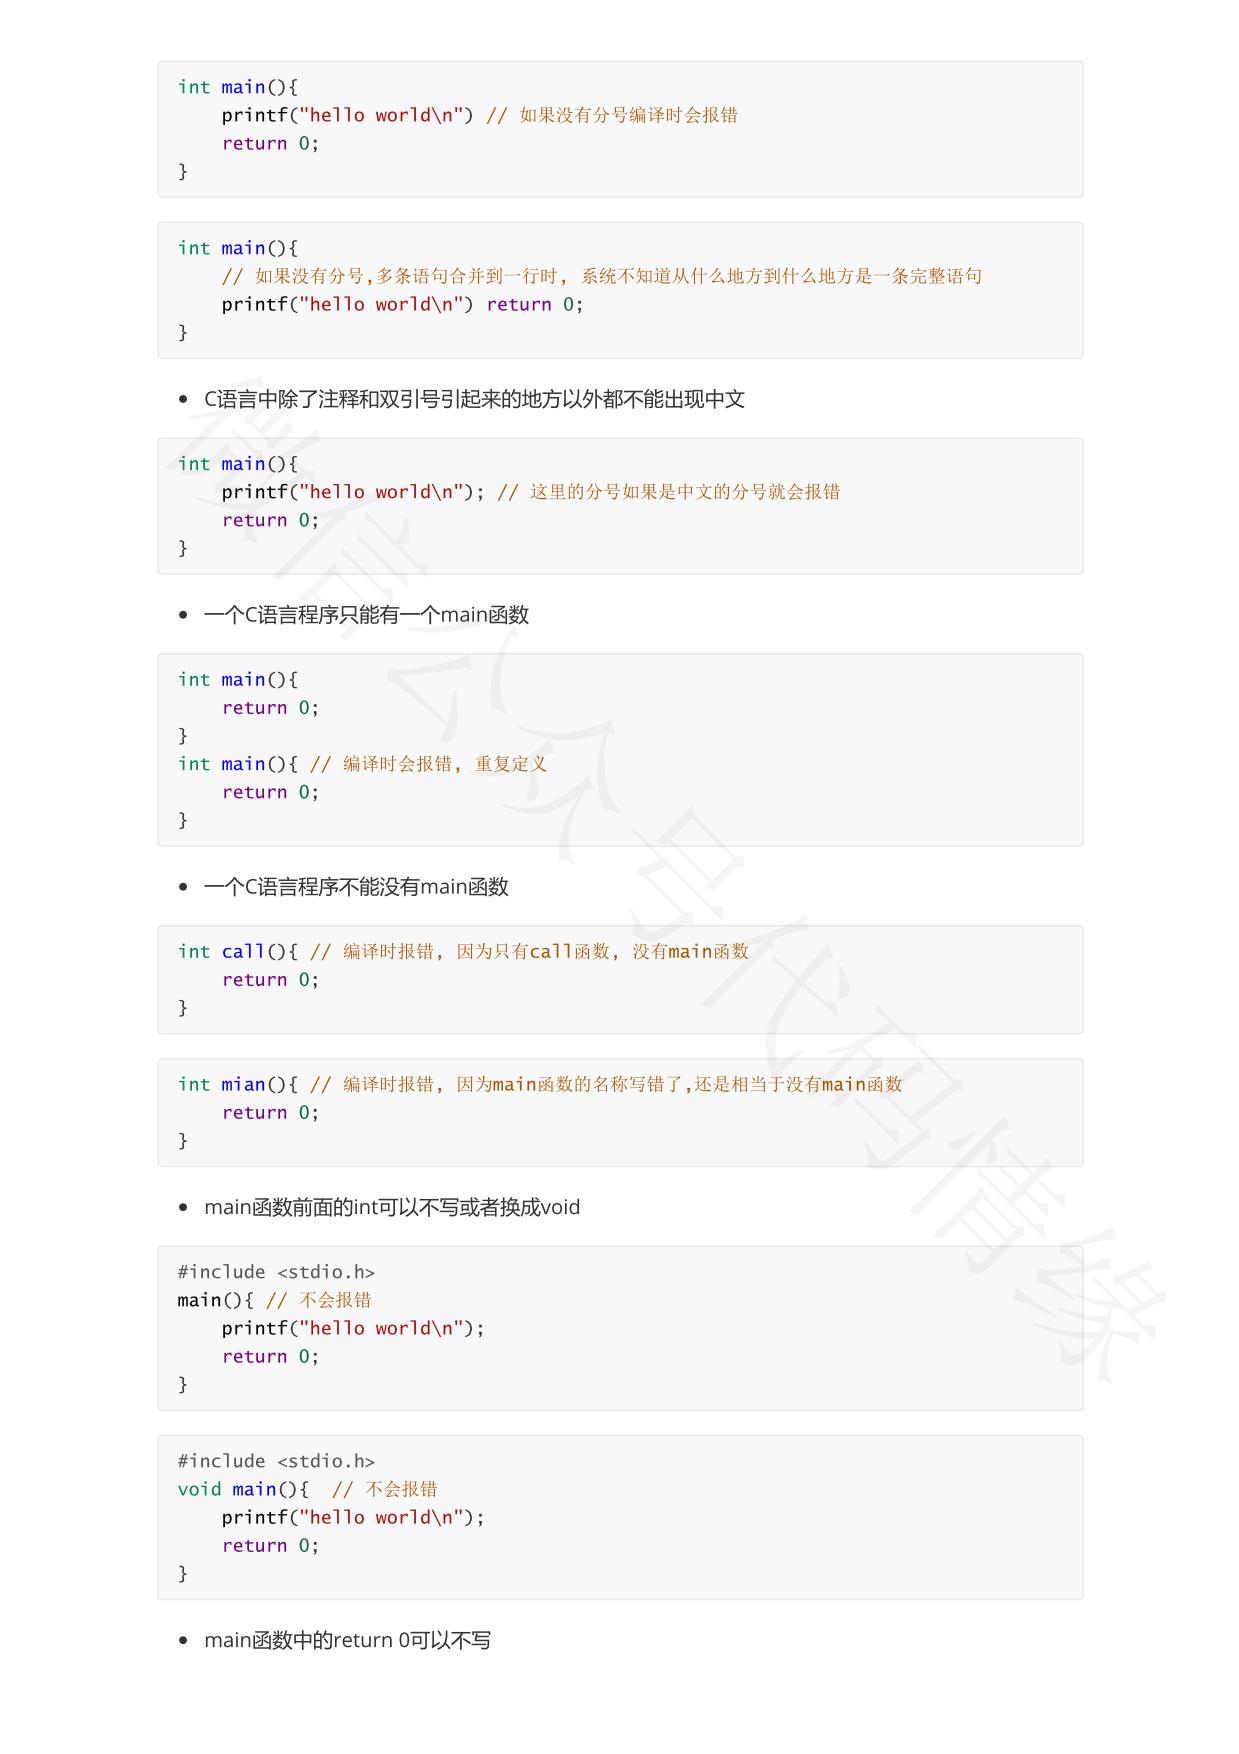 int main(){
    printf("hello world\n") // 如果没有分号编译时会报错
    return 0;
}
int main(){
    // 如果没有分号,多条语句合并到一行时, 系统不知道从什么地方到什么地方是一条完整语句
    printf("hello world\n") return 0;
}
• C语言中除了注释和双引号引起来的地方以外都不能出现中文
int main(){
    printf("hello world\n"); // 这里的分号如果是中文的分号就会报错
    return 0;
}
• 一个C语言程序只能有一个main函数
int main(){
    return 0;
}
int main(){ // 编译时会报错, 重复定义
    return 0;
}
• 一个C语言程序不能没有main函数
int call(){ // 编译时报错, 因为只有call函数, 没有main函数
    return 0;
}
int mian(){ // 编译时报错, 因为main函数的名称写错了,还是相当于没有main函数
    return 0;
}
• main函数前面的int可以不写或者换成void
#include <stdio.h>
main(){ // 不会报错
    printf("hello world\n");
    return 0;
}
#include <stdio.h>
void main(){  // 不会报错
    printf("hello world\n");
    return 0;
}
• main函数中的return 0可以不写
微信公众号代码情缘